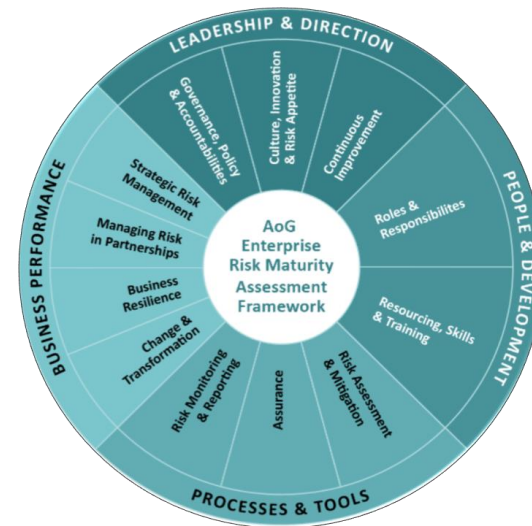 LEADERSHIP & DIRECTION
Governance, Policy
& Accountabilities
Culture, Innovation
& Risk Appetite
Continuous
Improvement
PEOPLE & DEVELOPMENT
Roles &
Responsibilites
Resourcing, Skills
& Training
PROCESSES & TOOLS
Risk Assessment
& Mitigation
Assurance
Risk Monitoring
& Reporting
BUSINESS PERFORMANCE
Change &
Transformation
Business
Resilience
Managing Risk
in Partnerships
Strategic Risk
Management
AoG
Enterprise
Risk Maturity
Assessment
Framework